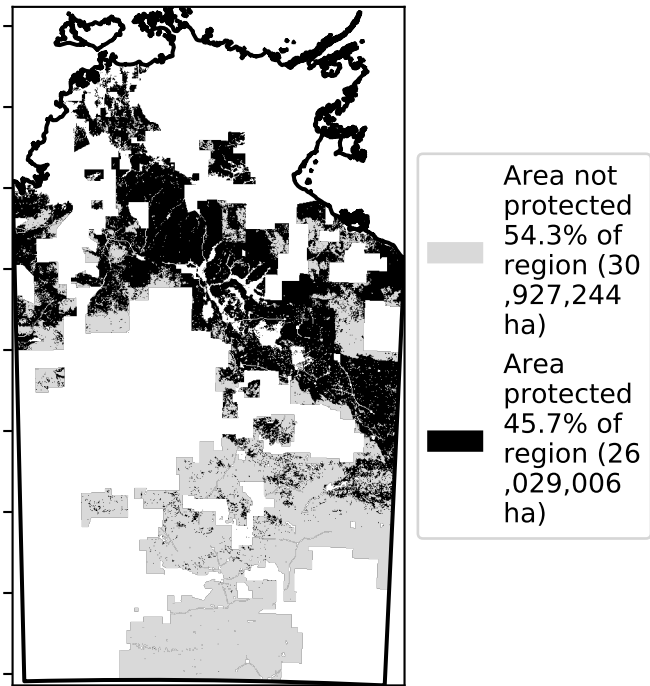 Area not
protected
54.3% of
region (30
,927,244
ha)
Area
protected
45.7% of
region (26
,029,006
ha)